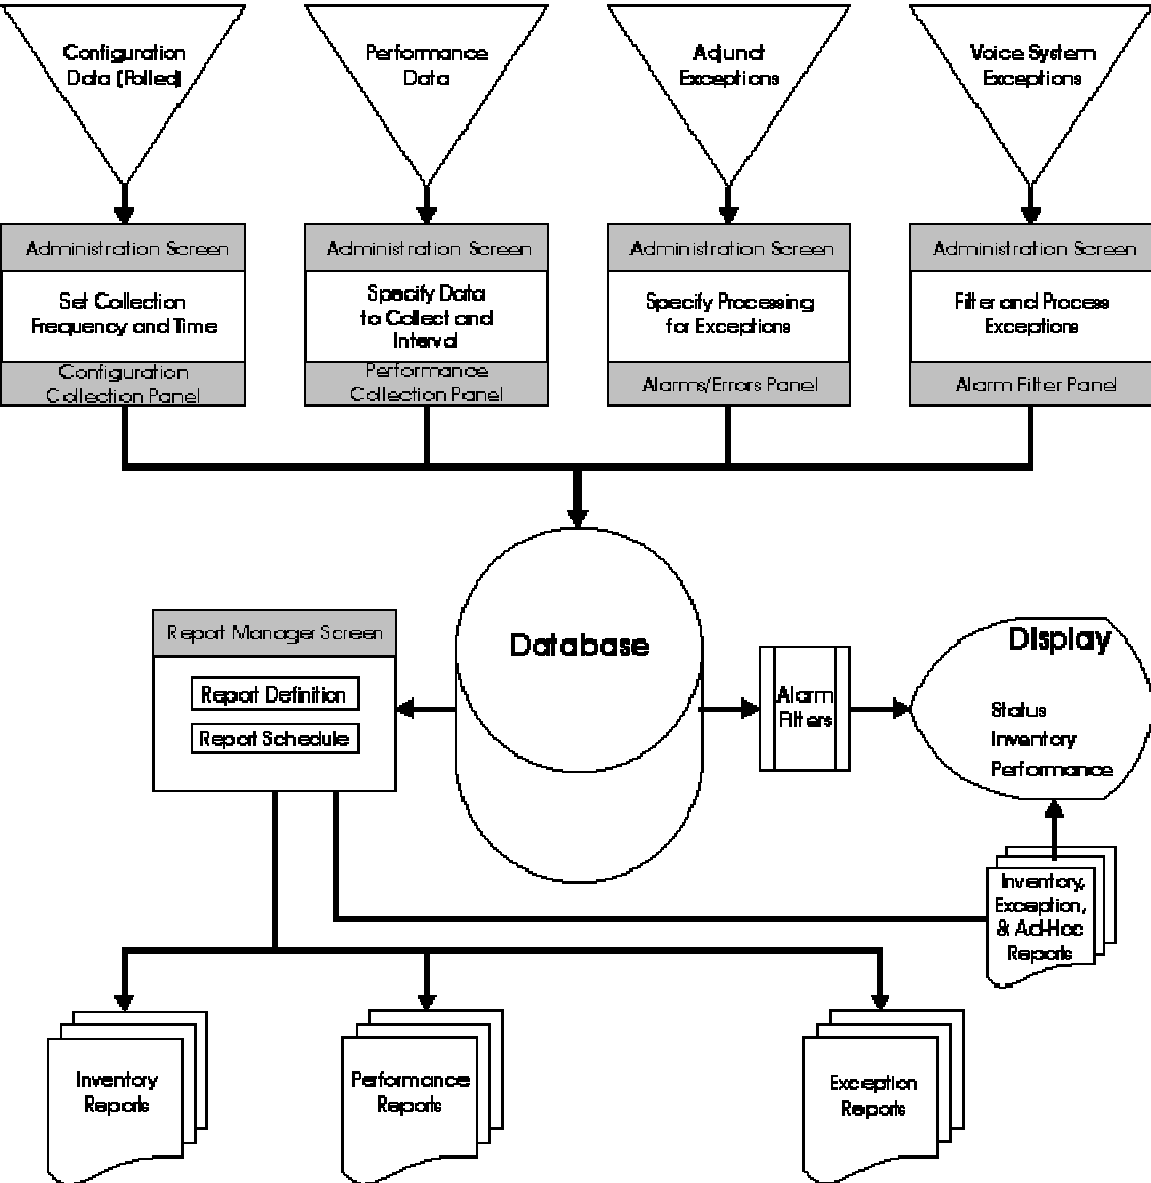 Configuration
Data (Polled)
Performance
Data
Adjunct
Exceptions
Voice System
Exceptions
Administration Screen
Set Collection
Frequency and Time
Configuration
Collection Panel
Administration Screen
Specify Data
to Collect and
Interval
Performance
Collection Panel
Administration Screen
Specify Processing
for Exceptions
Alarms/Errors Panel
Administration Screen
Filter and Process
Exceptions
Alarm Filter Panel
Database
Report Manager Screen
Report Definition
Report Schedule
Alarm
Filters
Display
Status
Inventory
Performance
Inventory,
Exception,
& Ad-Hoc
Reports
Inventory
Reports
Performance
Reports
Exception
Reports